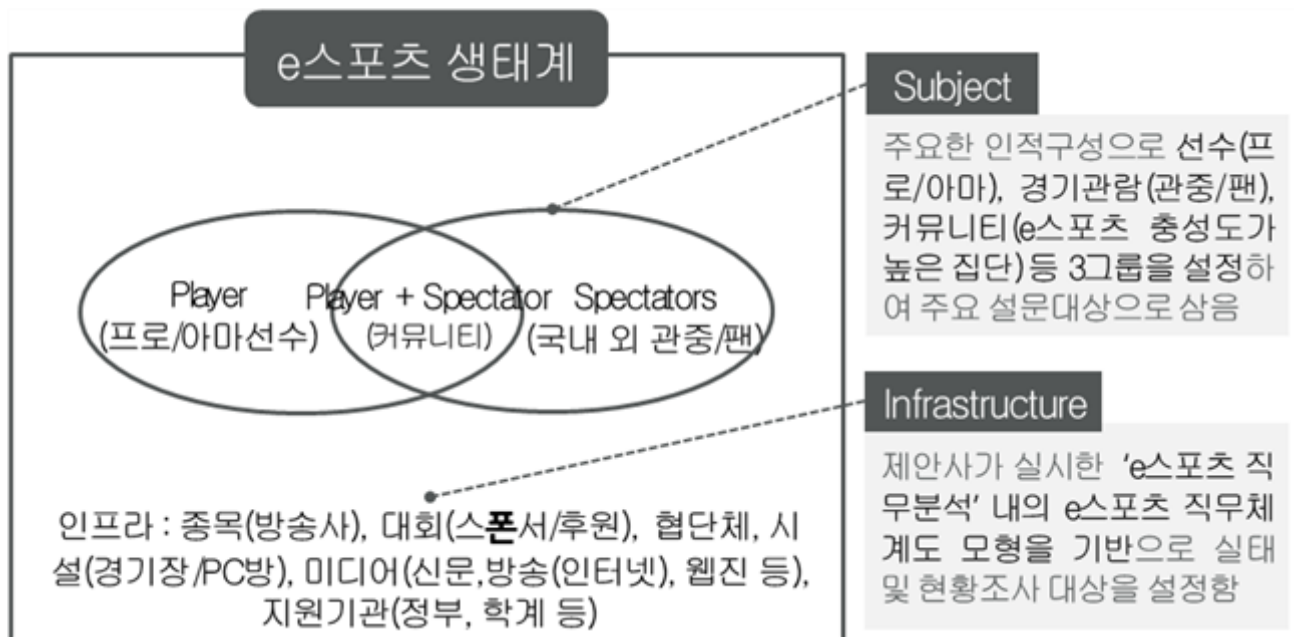 e스포츠 생태계
Player
(프로/아마선수)
Player + Spectator
(커뮤니티)
Spectators
(국내 외 관중/팬)
인프라 : 종목(방송사), 대회(스폰서/후원), 협단체, 시
설(경기장/PC방), 미디어(신문,방송(인터넷), 웹진 등),
지원기관(정부, 학계 등)
Subject
주요한 인적구성으로 선수(프
로/아마), 경기관람(관중/팬),
커뮤니티(e스포츠 충성도가
높은 집단)등 3그룹을 설정하
여 주요 설문대상으로 삼음
Infrastructure
제안사가 실시한 'e스포츠 직
무분석' 내의 e스포츠 직무체
계도 모형을 기반으로 실태
및 현황조사 대상을 설정함